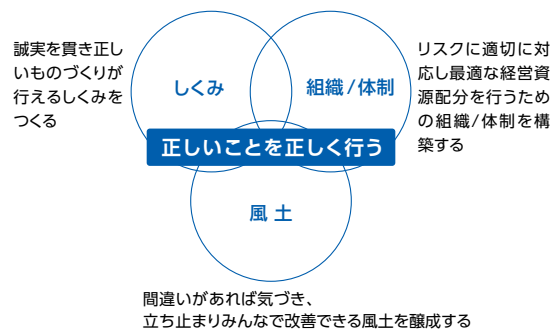 誠実を貫き正し
いものづくりが
行えるしくみを
つくる
しくみ
組織/体制
リスクに適切に対
応し最適な経営資
源配分を行うため
の組織/体制を構
築する
正しいことを正しく行う
風土
間違いがあれば気づき、
立ち止まりみんなで改善できる風土を醸成する